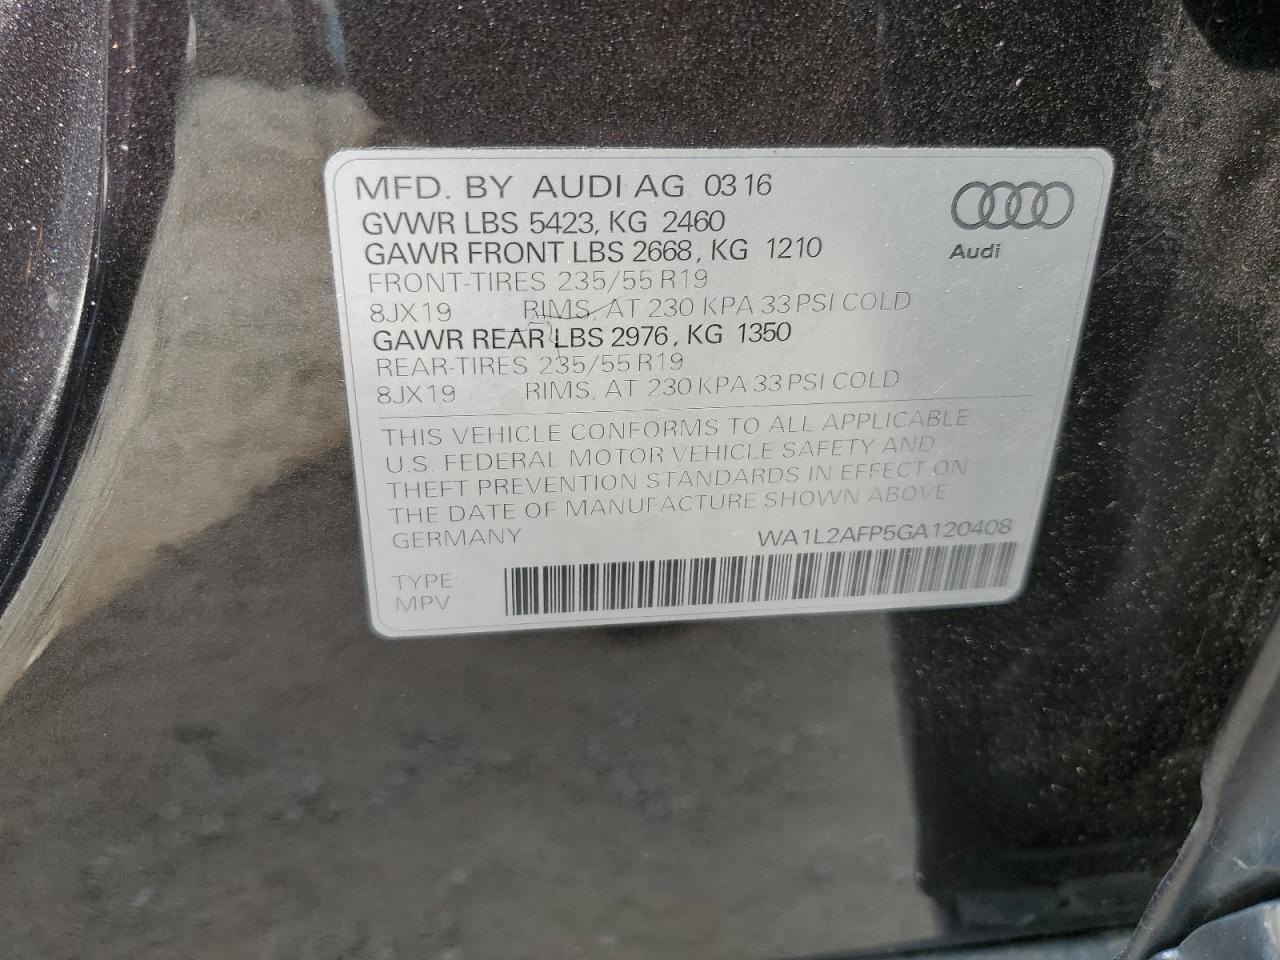 MFD. BY AUDI AG 03 16
GVWR LBS 5423, KG 2460
GAWR FRONT LBS 2668, KG 1210
FRONT-TIRES 235/55 R19
8JX19 RIMS, AT 230 KPA 33 PSI COLD
GAWR REAR LBS 2976, KG 1350
REAR-TIRES 235/55 R19
8JX19 RIMS, AT 230 KPA 33 PSI COLD
Audi
THIS VEHICLE CONFORMS TO ALL APPLICABLE
U.S. FEDERAL MOTOR VEHICLE SAFETY AND
THEFT PREVENTION STANDARDS IN EFFECT ON
THE DATE OF MANUFACTURE SHOWN ABOVE
GERMANY WA1L2AFP5GA120408
TYPE:
MPV